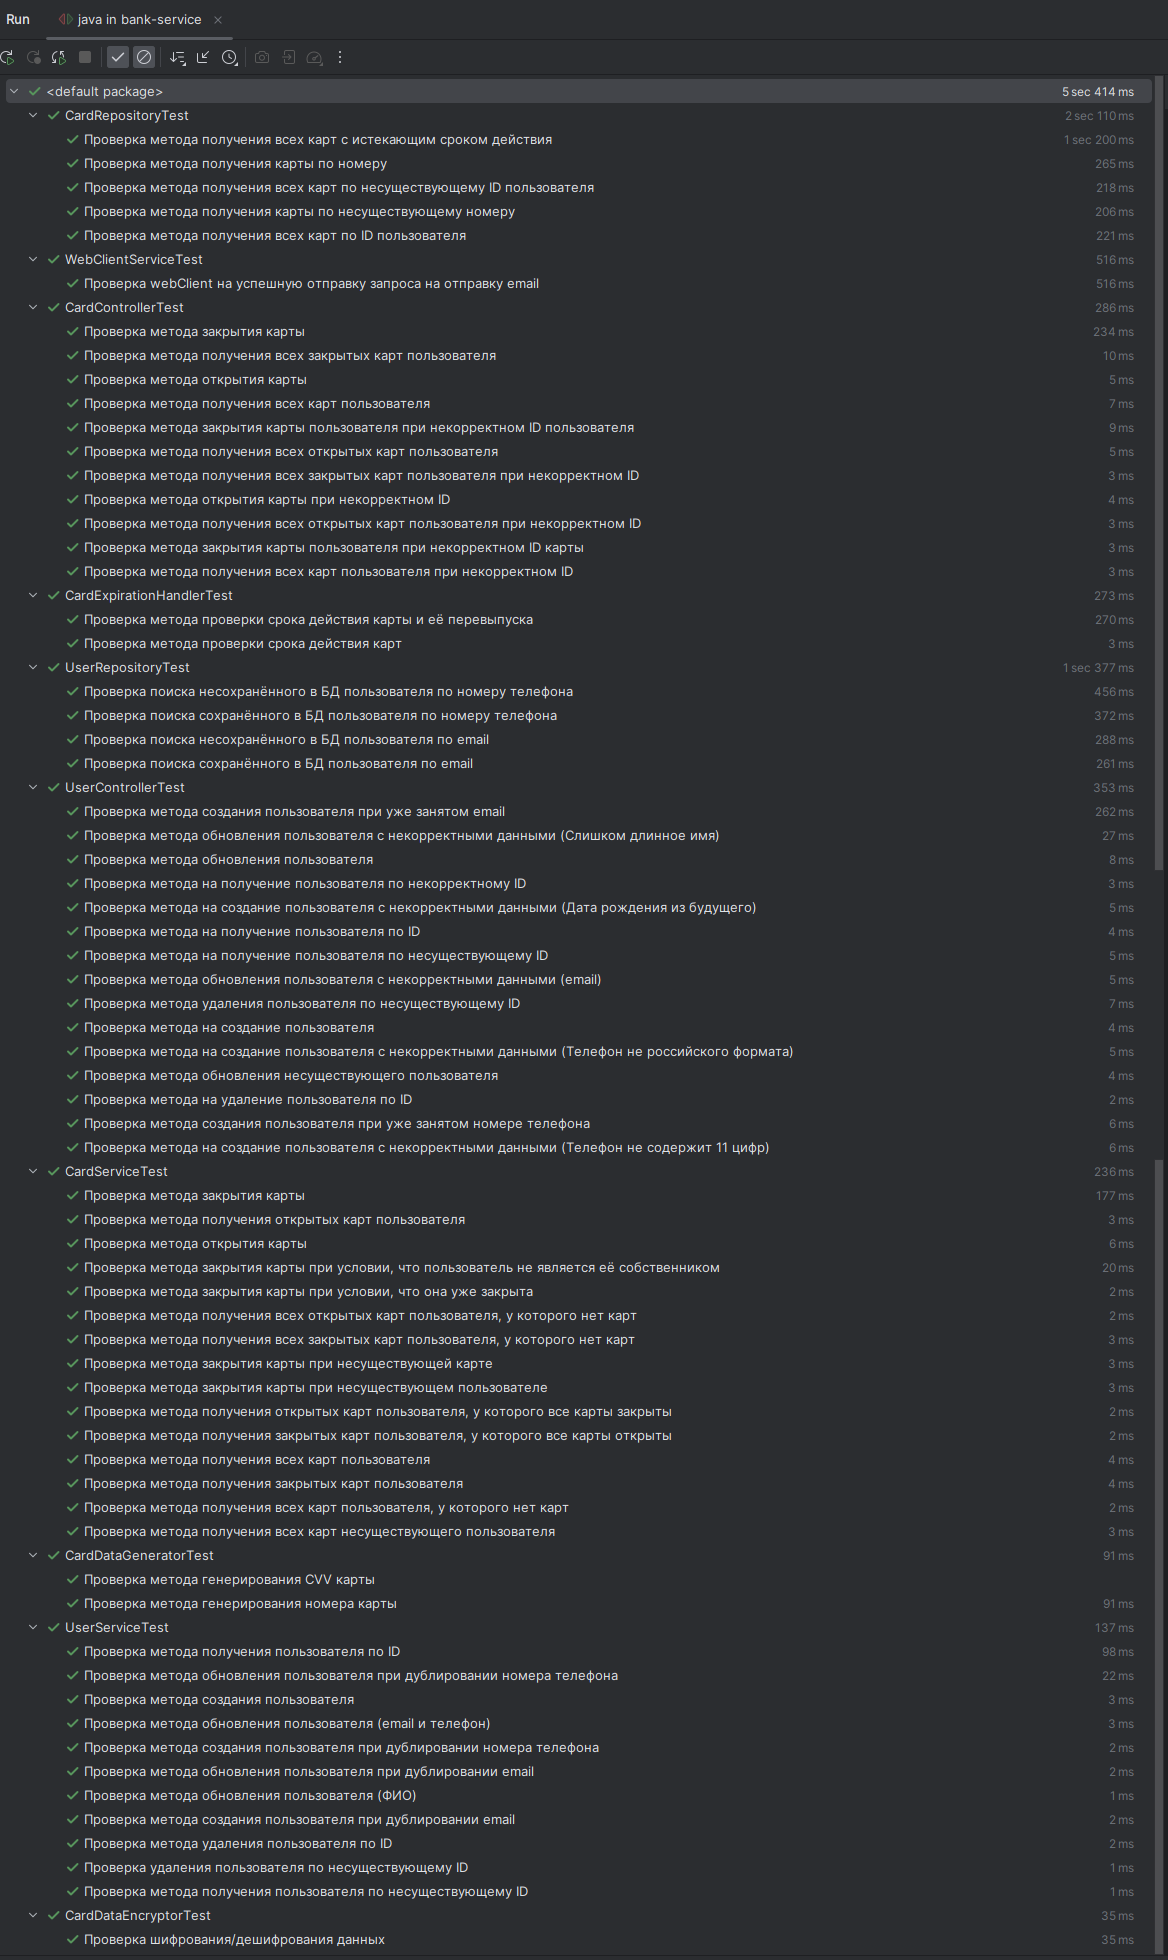 Run java in bank-service
<default package> 5 sec 414 ms
CardRepositoryTest 2 sec 110 ms
Проверка метода получения всех карт с истекающим сроком действия 1 sec 200 ms
Проверка метода получения карты по номеру 265 ms
Проверка метода получения всех карт по несуществующему ID пользователя 218 ms
Проверка метода получения карты по несуществующему номеру 206 ms
Проверка метода получения всех карт по ID пользователя 221 ms
WebClientServiceTest 516 ms
Проверка webClient на успешную отправку запроса на отправку email 516 ms
CardControllerTest 286 ms
Проверка метода закрытия карты 234 ms
Проверка метода получения всех закрытых карт пользователя 10 ms
Проверка метода открытия карты 5 ms
Проверка метода получения всех карт пользователя 7 ms
Проверка метода закрытия карты пользователя при некорректном ID пользователя 9 ms
Проверка метода получения всех открытых карт пользователя 5 ms
Проверка метода получения всех закрытых карт пользователя при некорректном ID 3 ms
Проверка метода открытия карты при некорректном ID 4 ms
Проверка метода получения всех открытых карт пользователя при некорректном ID 3 ms
Проверка метода закрытия карты пользователя при некорректном ID карты 3 ms
Проверка метода получения всех карт пользователя при некорректном ID 3 ms
CardExpirationHandlerTest 273 ms
Проверка метода проверки срока действия карты и её перевыпуска 270 ms
Проверка метода проверки срока действия карт 3 ms
UserRepositoryTest 1 sec 377 ms
Проверка поиска несохранённого в БД пользователя по номеру телефона 456 ms
Проверка поиска сохранённого в БД пользователя по номеру телефона 372 ms
Проверка поиска несохранённого в БД пользователя по email 288 ms
Проверка поиска сохранённого в БД пользователя по email 261 ms
UserControllerTest 353 ms
Проверка метода создания пользователя при уже занятом email 262 ms
Проверка метода обновления пользователя с некорректными данными (Слишком длинное имя) 27 ms
Проверка метода обновления пользователя 8 ms
Проверка метода на получение пользователя по некорректному ID 3 ms
Проверка метода на создание пользователя с некорректными данными (Дата рождения из будущего) 5 ms
Проверка метода на получение пользователя по ID 4 ms
Проверка метода на получение пользователя по несуществующему ID 5 ms
Проверка метода обновления пользователя с некорректными данными (email) 5 ms
Проверка метода удаления пользователя по несуществующему ID 7 ms
Проверка метода на создание пользователя 4 ms
Проверка метода на создание пользователя с некорректными данными (Телефон не российского формата) 5 ms
Проверка метода обновления несуществующего пользователя 4 ms
Проверка метода на удаление пользователя по ID 2 ms
Проверка метода создания пользователя при уже занятом номере телефона 6 ms
Проверка метода на создание пользователя с некорректными данными (Телефон не содержит 11 цифр) 6 ms
CardServiceTest 236 ms
Проверка метода закрытия карты 177 ms
Проверка метода получения открытых карт пользователя 3 ms
Проверка метода открытия карты 6 ms
Проверка метода закрытия карты при условии, что пользователь не является её собственником 20 ms
Проверка метода закрытия карты при условии, что она уже закрыта 2 ms
Проверка метода получения всех открытых карт пользователя, у которого нет карт 2 ms
Проверка метода получения всех закрытых карт пользователя, у которого нет карт 3 ms
Проверка метода закрытия карты при несуществующей карте 3 ms
Проверка метода закрытия карты при несуществующем пользователе 3 ms
Проверка метода получения открытых карт пользователя, у которого все карты закрыты 2 ms
Проверка метода получения закрытых карт пользователя, у которого все карты открыты 2 ms
Проверка метода получения всех карт пользователя 4 ms
Проверка метода получения закрытых карт пользователя 4 ms
Проверка метода получения всех карт пользователя, у которого нет карт 2 ms
Проверка метода получения всех карт несуществующего пользователя 3 ms
CardDataGeneratorTest 91 ms
Проверка метода генерирования CVV карты
Проверка метода генерирования номера карты 91 ms
UserServiceTest 137 ms
Проверка метода получения пользователя по ID 98 ms
Проверка метода обновления пользователя при дублировании номера телефона 22 ms
Проверка метода создания пользователя 3 ms
Проверка метода обновления пользователя (email и телефон) 3 ms
Проверка метода создания пользователя при дублировании номера телефона 2 ms
Проверка метода обновления пользователя при дублировании email 2 ms
Проверка метода обновления пользователя (ФИО) 1 ms
Проверка метода создания пользователя при дублировании email 2 ms
Проверка метода удаления пользователя по ID 2 ms
Проверка удаления пользователя по несуществующему ID 1 ms
Проверка метода получения пользователя по несуществующему ID 1 ms
CardDataEncryptorTest 35 ms
Проверка шифрования/дешифрования данных 35 ms